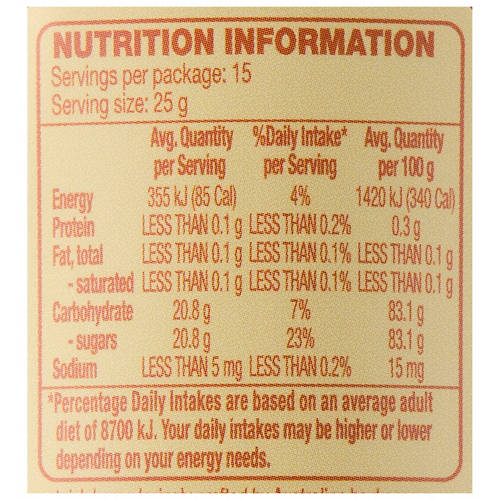 NUTRITION INFORMATION
Servings per package: 15
Serving size: 25 g
Avg. Quantity %Daily Intake* Avg. Quantity
per Serving per Serving per 100 g
Energy 355 kJ (85 Cal) 4% 1420 kJ (340 Cal)
Protein LESS THAN 0.1 g LESS THAN 0.2% 0.3 g
Fat, total LESS THAN 0.1 g LESS THAN 0.1% LESS THAN 0.1 g
- saturated LESS THAN 0.1 g LESS THAN 0.1% LESS THAN 0.1 g
Carbohydrate 20.8 g 7% 83.1 g
- sugars 20.8 g 23% 83.1 g
Sodium LESS THAN 5 mg LESS THAN 0.2% 15 mg
*Percentage Daily Intakes are based on an average adult
diet of 8700 kJ. Your daily intakes may be higher or lower
depending on your energy needs.